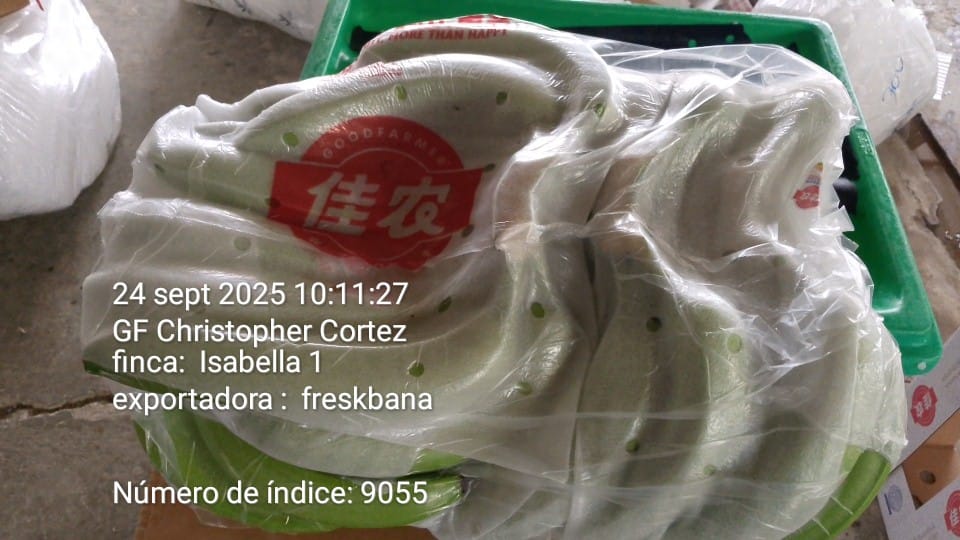 MORE THAN HAPPY
GOODFARMER
佳农
24 sept 2025 10:11:27
GF Christopher Cortez
finca: Isabella 1
exportadora : freskbana
Número de índice: 9055